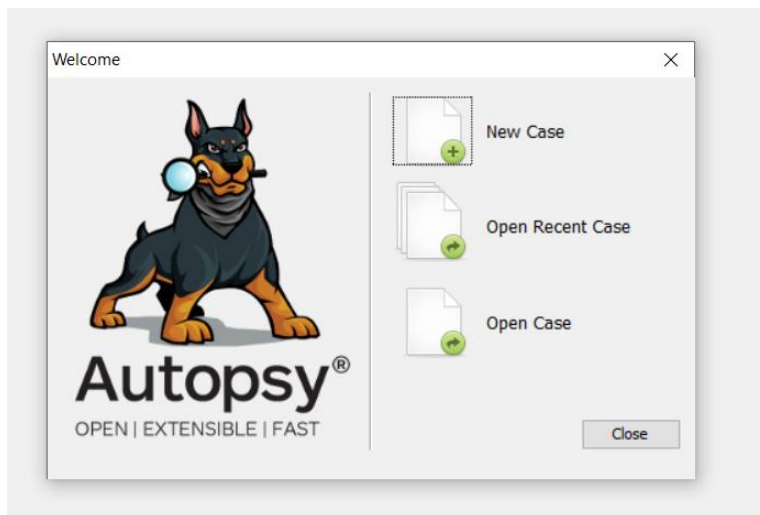 Welcome
New Case
Open Recent Case
Open Case
Autopsy®
OPEN | EXTENSIBLE | FAST
Close